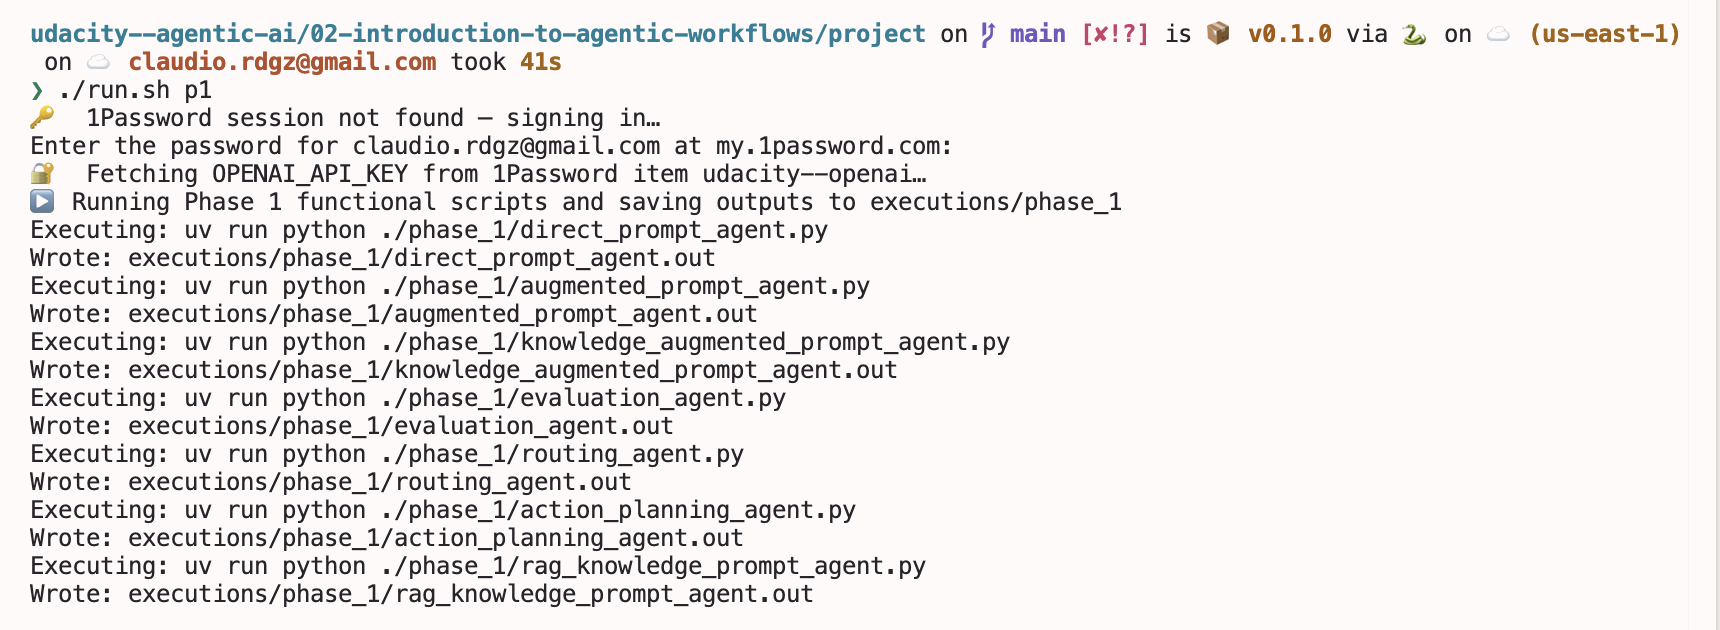 udacity--agentic-ai/02-introduction-to-agentic-workflows/project on main [✘!?] is 📦 v0.1.0 via 🐍 on ☁️ (us-east-1)
on ☁️ claudio.rdgz@gmail.com took 41s
❯ ./run.sh p1
🔑 1Password session not found — signing in…
Enter the password for claudio.rdgz@gmail.com at my.1password.com:
🔐 Fetching OPENAI_API_KEY from 1Password item udacity--openai…
▶️ Running Phase 1 functional scripts and saving outputs to executions/phase_1
Executing: uv run python ./phase_1/direct_prompt_agent.py
Wrote: executions/phase_1/direct_prompt_agent.out
Executing: uv run python ./phase_1/augmented_prompt_agent.py
Wrote: executions/phase_1/augmented_prompt_agent.out
Executing: uv run python ./phase_1/knowledge_augmented_prompt_agent.py
Wrote: executions/phase_1/knowledge_augmented_prompt_agent.out
Executing: uv run python ./phase_1/evaluation_agent.py
Wrote: executions/phase_1/evaluation_agent.out
Executing: uv run python ./phase_1/routing_agent.py
Wrote: executions/phase_1/routing_agent.out
Executing: uv run python ./phase_1/action_planning_agent.py
Wrote: executions/phase_1/action_planning_agent.out
Executing: uv run python ./phase_1/rag_knowledge_prompt_agent.py
Wrote: executions/phase_1/rag_knowledge_prompt_agent.out